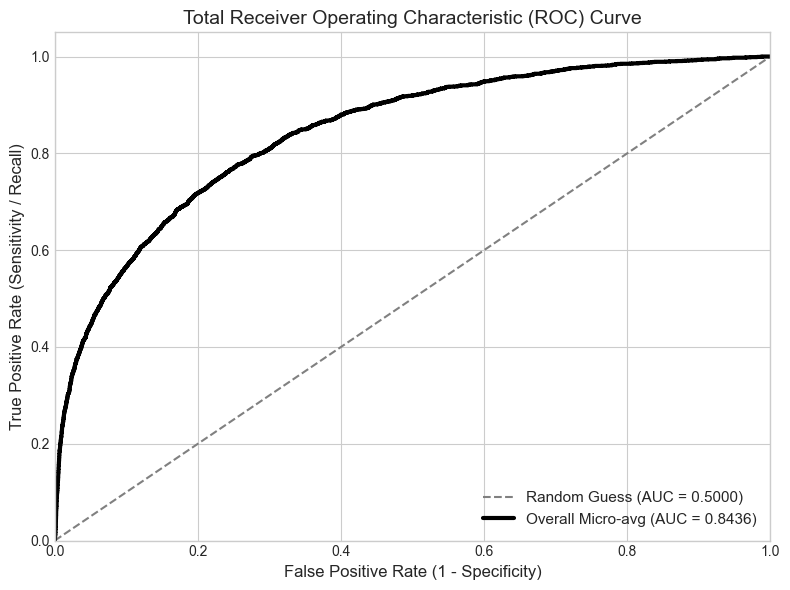 Total Receiver Operating Characteristic (ROC) Curve
1.0
0.8
0.6
0.4
0.2
0.0
True Positive Rate (Sensitivity / Recall)
Random Guess (AUC = 0.5000)
Overall Micro-avg (AUC = 0.8436)
0.0 0.2 0.4 0.6 0.8 1.0
False Positive Rate (1 - Specificity)